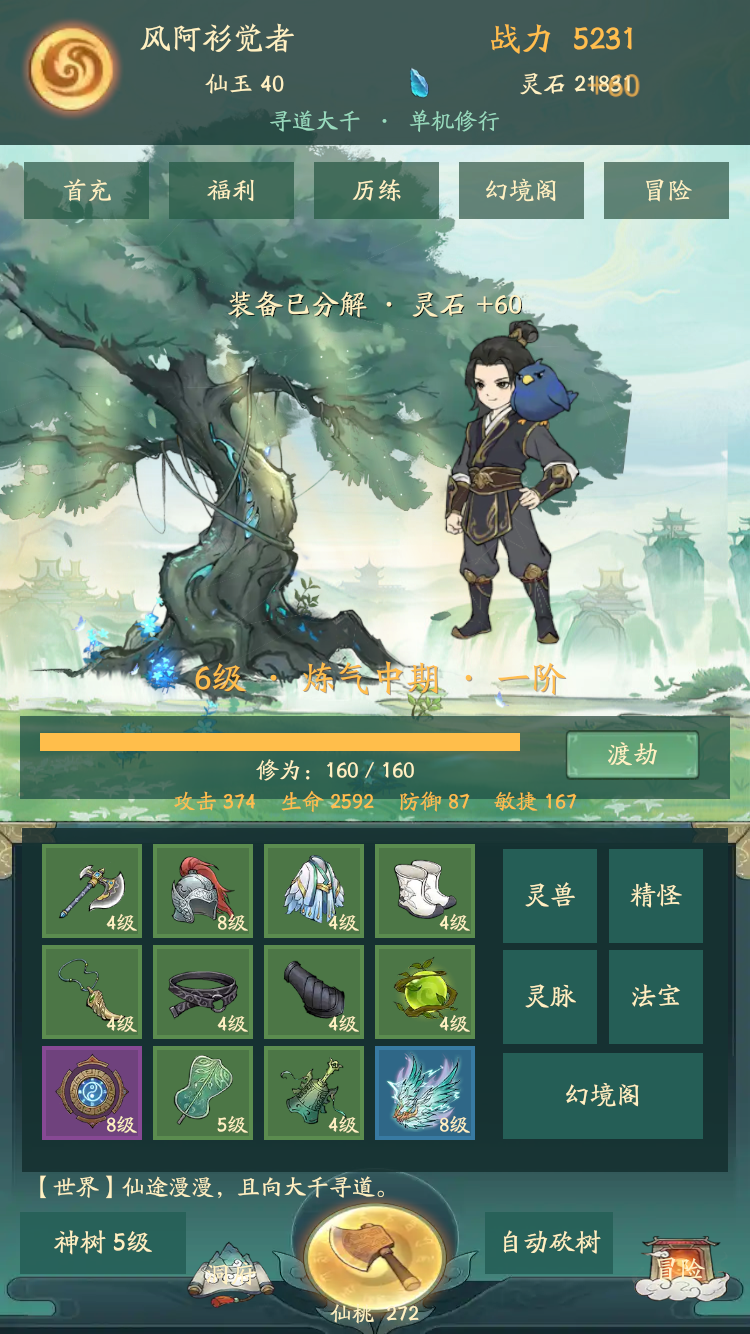 风阿衫觉者
战力 5231
仙玉 40
灵石 21831
+60
寻道大千 · 单机修行
首充
福利
历练
幻境阁
冒险
装备已分解 · 灵石 +60
6级 · 炼气中期 · 一阶
修为：160 / 160
渡劫
攻击 374 生命 2592 防御 87 敏捷 167
4级
8级
4级
4级
灵兽
精怪
4级
4级
4级
4级
灵脉
法宝
8级
5级
4级
8级
幻境阁
【世界】仙途漫漫，且向大千寻道。
神树 5级
自动砍树
洞府
冒险
仙桃 272